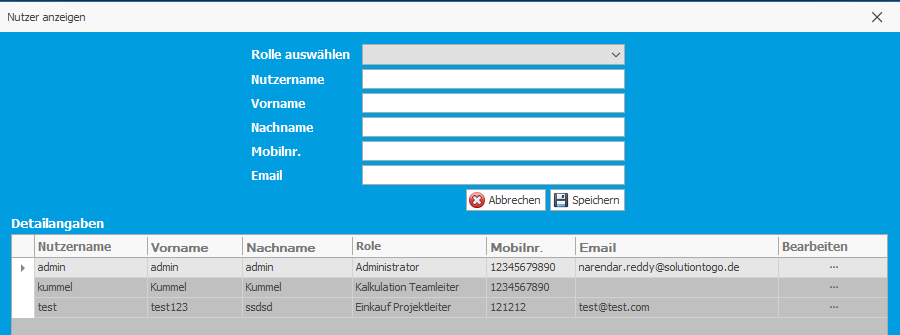 Nutzer anzeigen
Rolle auswählen
Nutzername
Vorname
Nachname
Mobilnr.
Email
Abbrechen Speichern
Detailangaben
Nutzername Vorname Nachname Role Mobilnr. Email Bearbeiten
admin admin admin Administrator 12345679890 narendar.reddy@solutiontogo.de ...
kummel Kummel Kummel Kalkulation Teamleiter 1234567890 ...
test test123 ssdsd Einkauf Projektleiter 121212 test@test.com ...